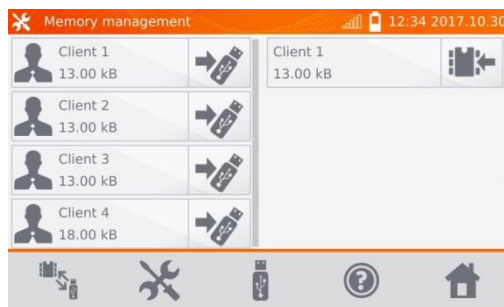 Memory management
12:34 2017.10.30
Client 1
13.00 kB
Client 2
13.00 kB
Client 3
13.00 kB
Client 4
18.00 kB
Client 1
13.00 kB
?